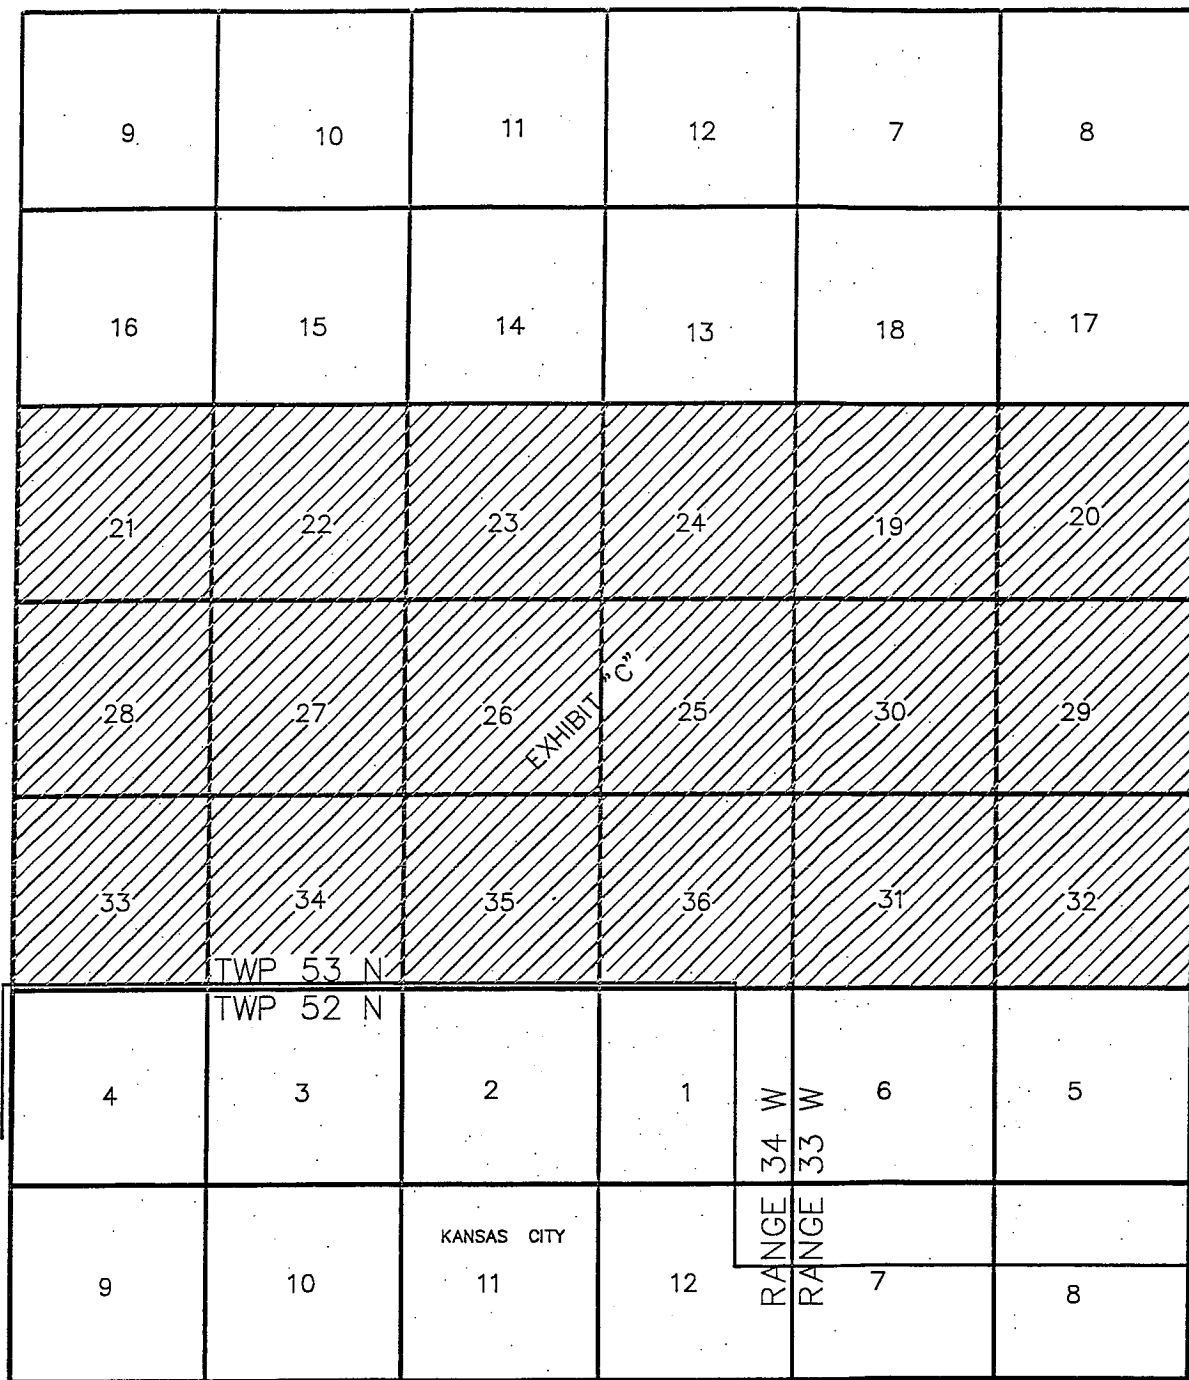 9 10 11 12 7 8
16 15 14 13 18 17
21 22 23 24 19 20
28 27 26 25 30 29
EXHIBIT "C"
33 34 35 36 31 32
TWP 53 N
TWP 52 N
4 3 2 1 6 5
RANGE 34 W
RANGE 33 W
KANSAS CITY
9 10 11 12 7 8